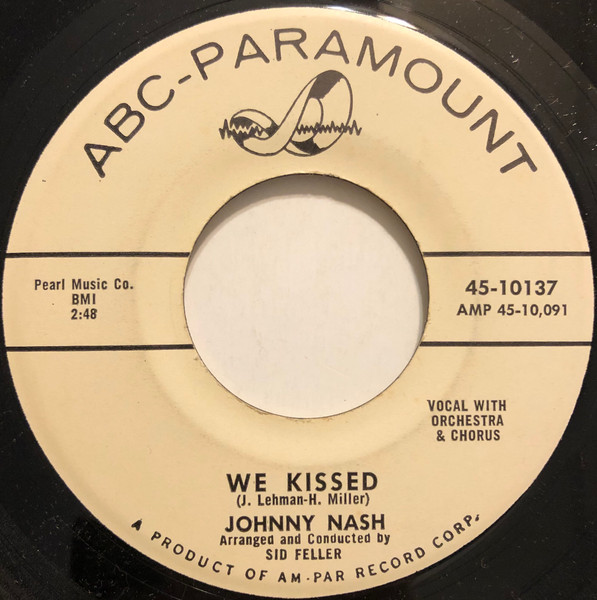 ABC-PARAMOUNT
Pearl Music Co.
BMI
2:48
45-10137
AMP 45-10,091
VOCAL WITH
ORCHESTRA
& CHORUS
WE KISSED
(J. Lehman-H. Miller)
JOHNNY NASH
Arranged and Conducted by
SID FELLER
A PRODUCT OF AM-PAR RECORD CORP.